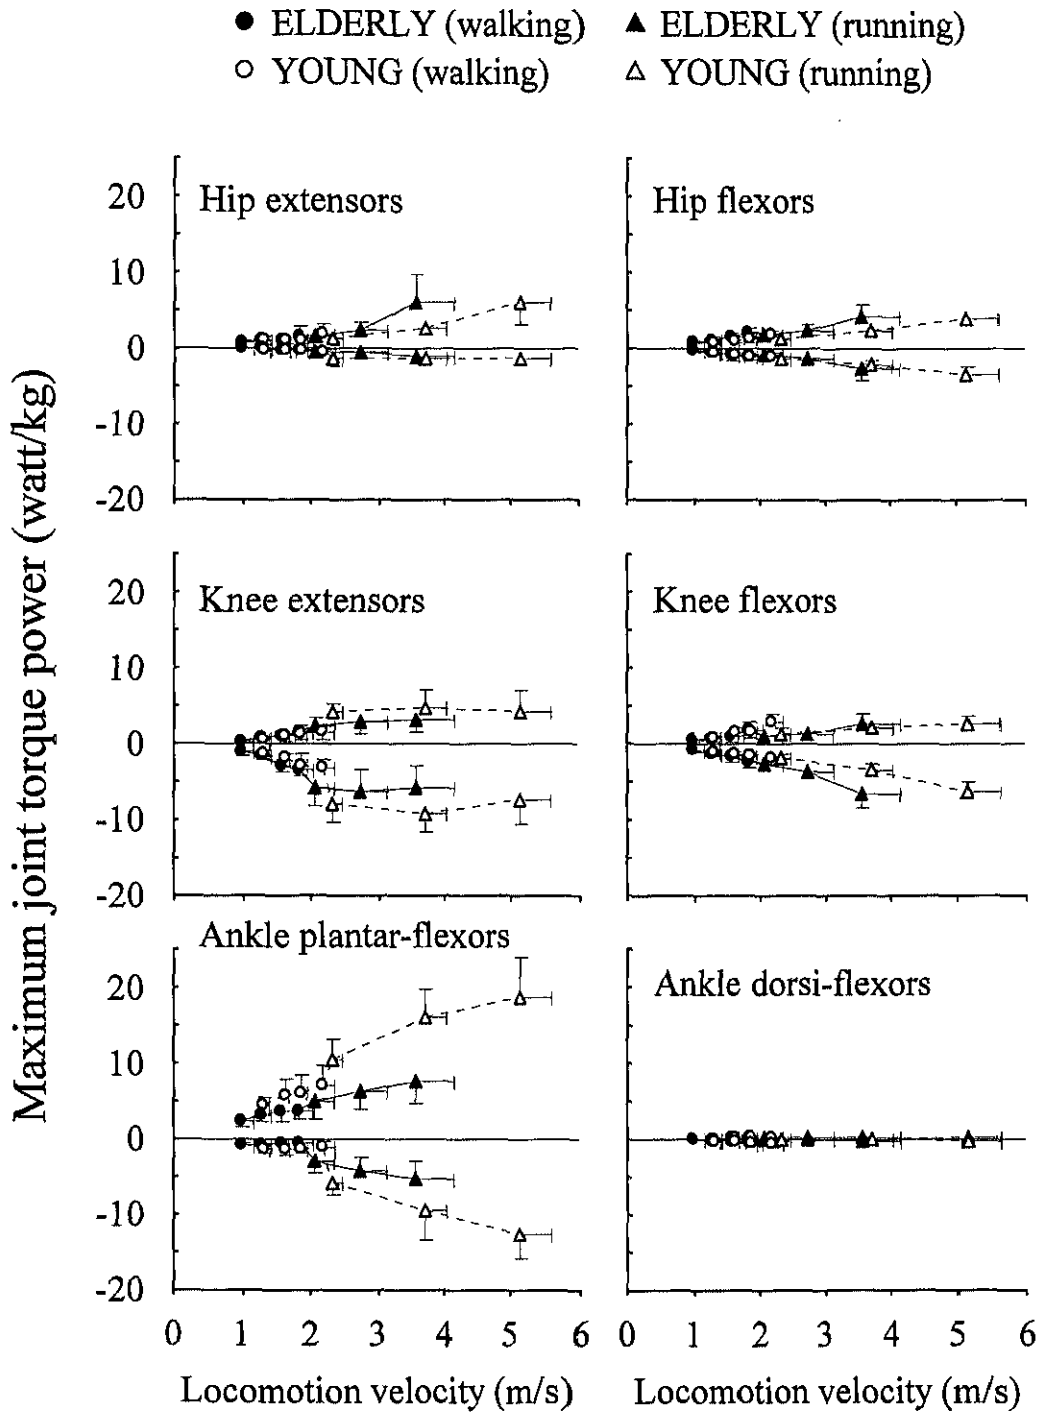 ● ELDERLY (walking) ▲ ELDERLY (running)
○ YOUNG (walking) △ YOUNG (running)
Maximum joint torque power (watt/kg)
Hip extensors
20
10
0
-10
-20
Hip flexors
Knee extensors
20
10
0
-10
-20
Knee flexors
Ankle plantar-flexors
20
10
0
-10
-20
Ankle dorsi-flexors
0 1 2 3 4 5 6
0 1 2 3 4 5 6
Locomotion velocity (m/s)
Locomotion velocity (m/s)